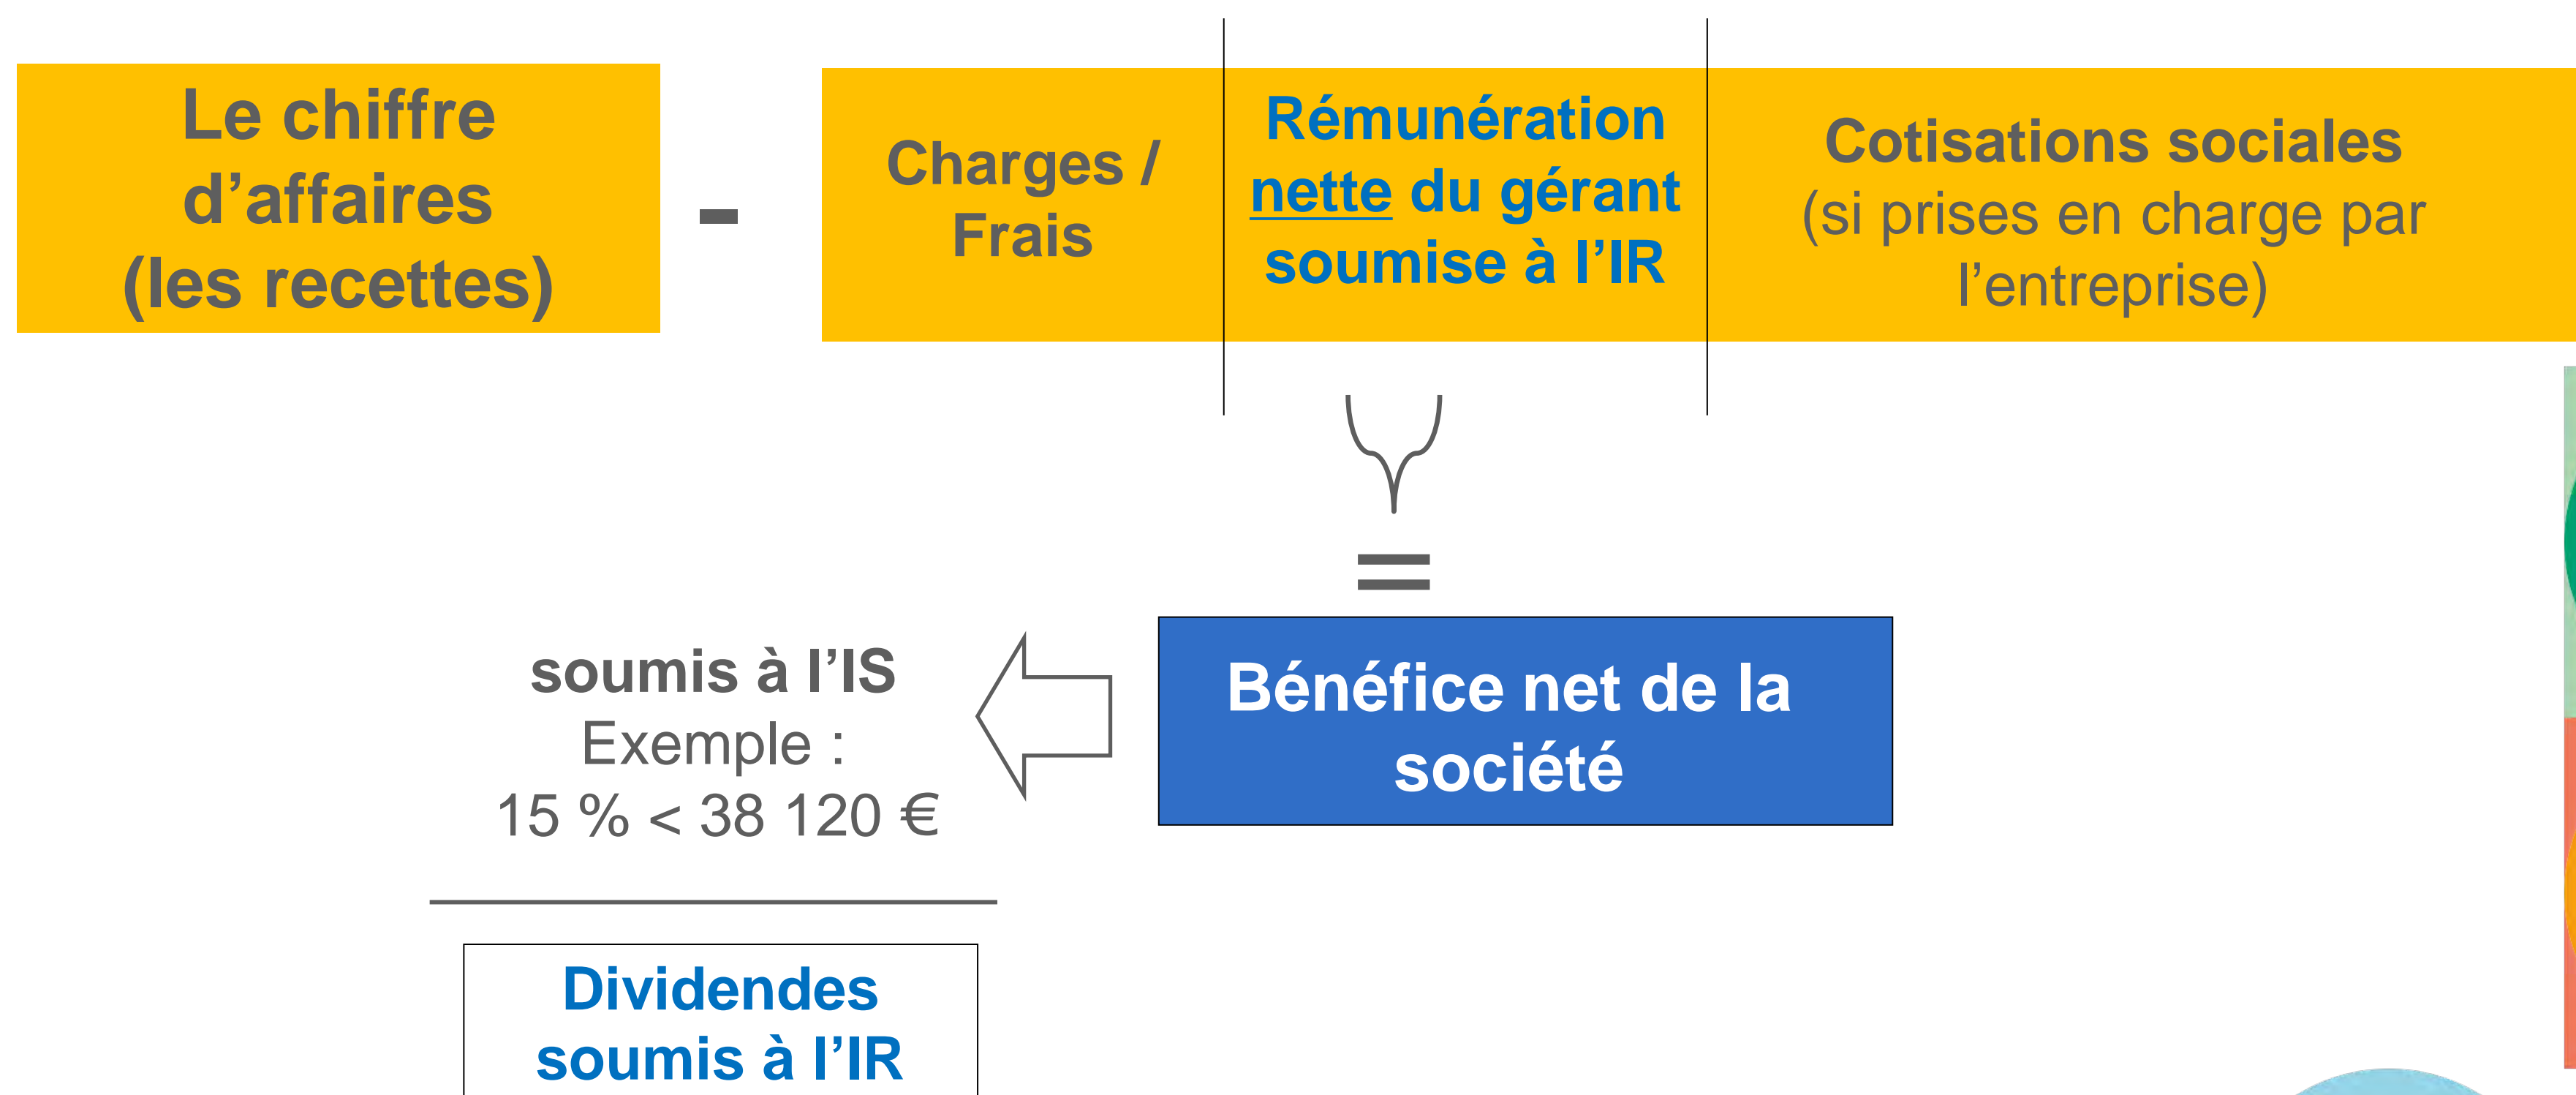 Le chiffre
d’affaires
(les recettes)
-
Charges /
Frais
Rémunération
nette du gérant
soumise à l’IR
Cotisations sociales
(si prises en charge par
l’entreprise)
=
Bénéfice net de la
société
soumis à l’IS
Exemple :
15 % < 38 120 €
Dividendes
soumis à l’IR